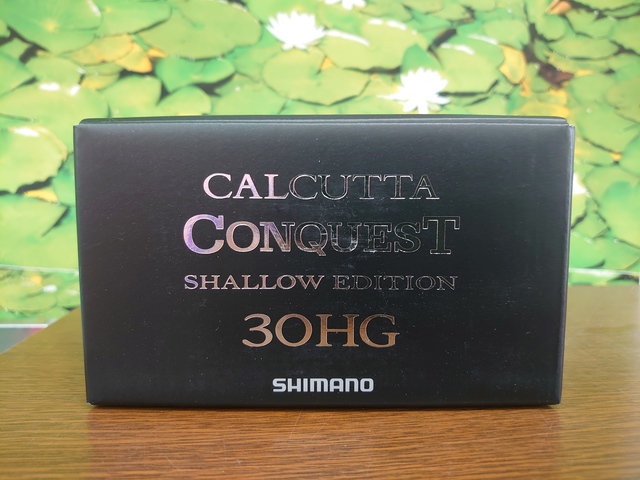 CALCUTTA
CONQUEST
SHALLOW EDITION
30HG
SHIMANO